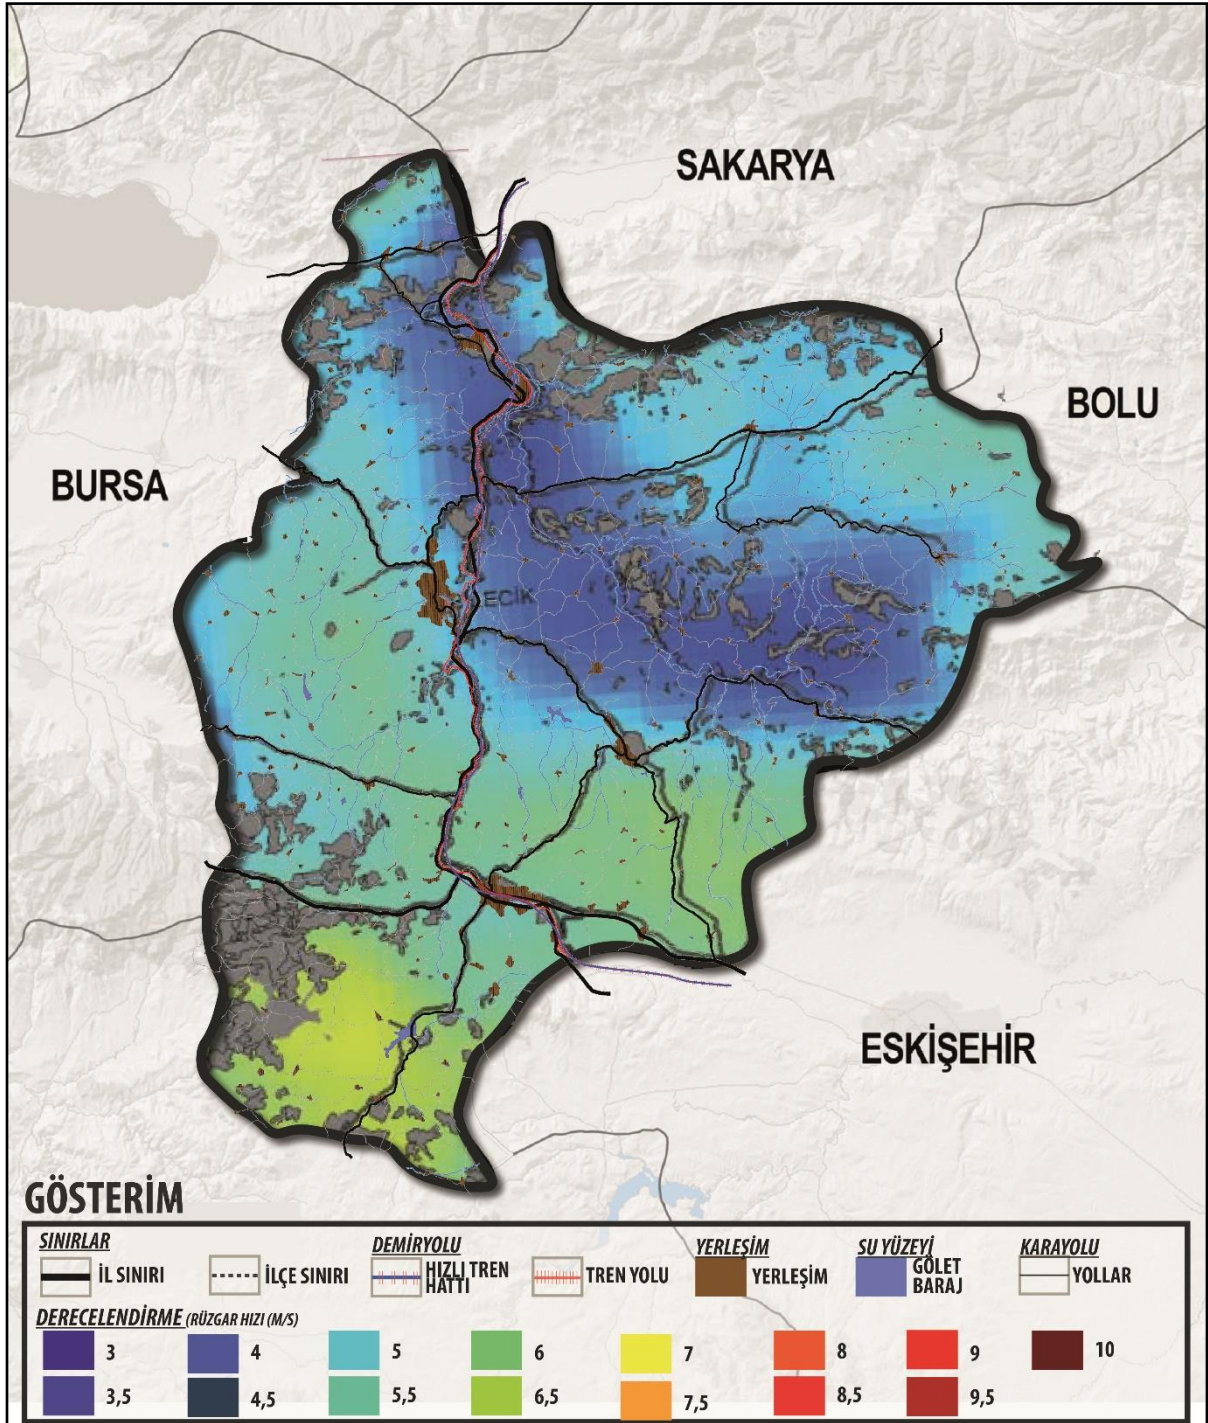 SAKARYA
BOLU
BURSA
ECİK
ESKİŞEHİR
GÖSTERİM
SINIRLAR
DEMİRYOLU
YERLEŞİM
SU YÜZEYİ
KARAYOLU
İL SINIRI
İLÇE SINIRI
HIZLI TREN
HATTI
TREN YOLU
YERLEŞİM
GÖLET
BARAJ
YOLLAR
DERECELENDİRME (RÜZGAR HIZI (M/S)
3 4 5 6 7 8 9 10
3,5 4,5 5,5 6,5 7,5 8,5 9,5